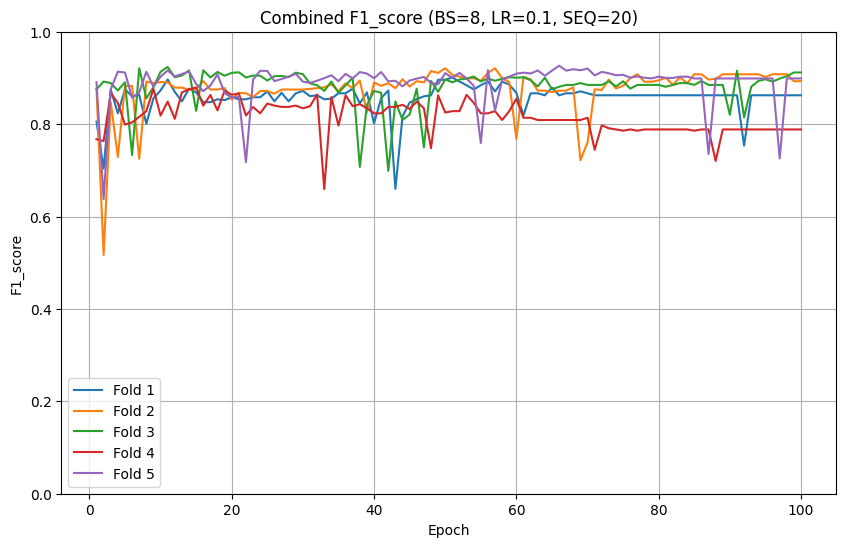 Combined F1_score (BS=8, LR=0.1, SEQ=20)
1.0
0.8
0.6
0.4
0.2
0.0
F1_score
Fold 1
Fold 2
Fold 3
Fold 4
Fold 5
0 20 40 60 80 100
Epoch